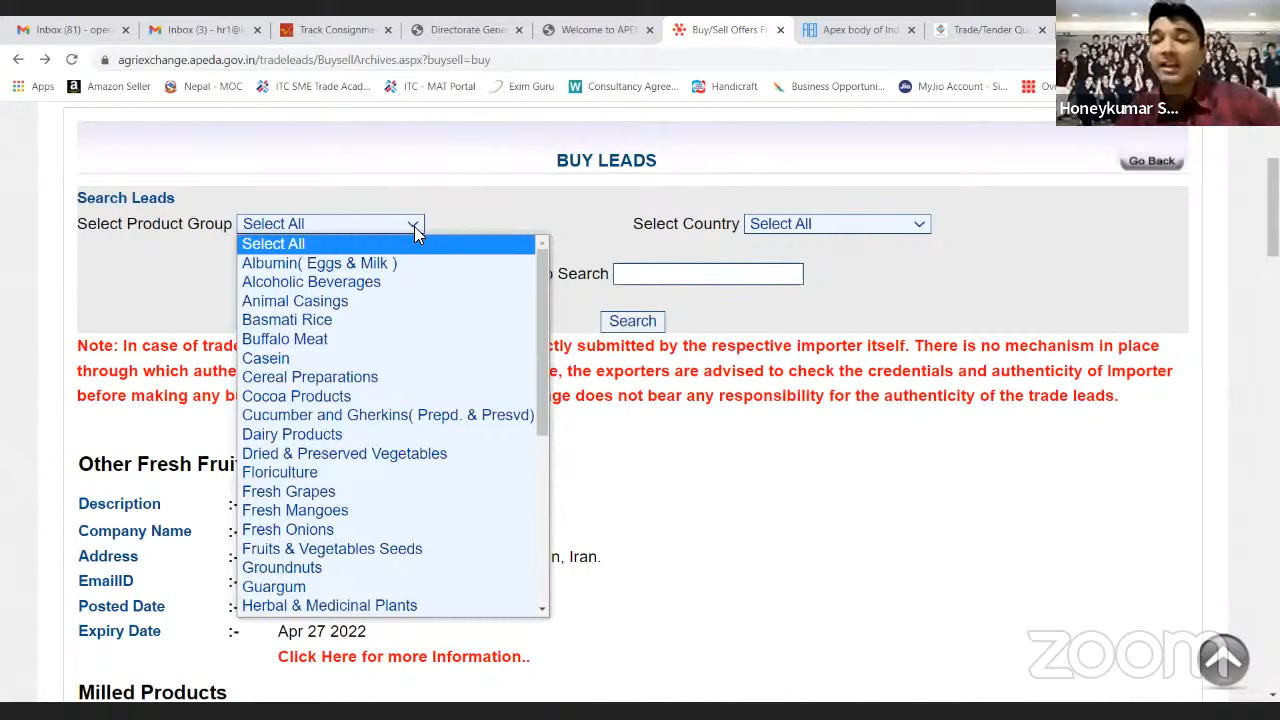 Inbox (81) - oper
Inbox (3) - hr1@
Track Consignme
Directorate Gene
Welcome to APE
Buy/Sell Offers F
Apex body of Ind
Trade/Tender Qu
agriexchange.apeda.gov.in/tradeleads/BuysellArchives.aspx?buysell=buy
Apps
Amazon Seller
Nepal - MOC
ITC SME Trade Acad...
ITC - MAT Portal
Exim Guru
Consultancy Agree...
Handicraft
Business Opportuni...
MyJio Account - Si...
Ov
Honeykumar S...
BUY LEADS
Go Back
Search Leads
Select Product Group Select All
Select Country Select All
Search
Search
Select All
Albumin( Eggs & Milk )
Alcoholic Beverages
Animal Casings
Basmati Rice
Buffalo Meat
Casein
Cereal Preparations
Cocoa Products
Cucumber and Gherkins( Prepd. & Presvd)
Dairy Products
Dried & Preserved Vegetables
Floriculture
Fresh Grapes
Fresh Mangoes
Fresh Onions
Fruits & Vegetables Seeds
Groundnuts
Guargum
Herbal & Medicinal Plants
Note: In case of trade ctly submitted by the respective importer itself. There is no mechanism in place
through which authe e, the exporters are advised to check the credentials and authenticity of Importer
before making any bu nge does not bear any responsibility for the authenticity of the trade leads.
Other Fresh Frui
Description :-
Company Name :-
Address :- n, Iran.
EmailID :-
Posted Date :-
Expiry Date :- Apr 27 2022
Click Here for more Information..
Milled Products
zoom